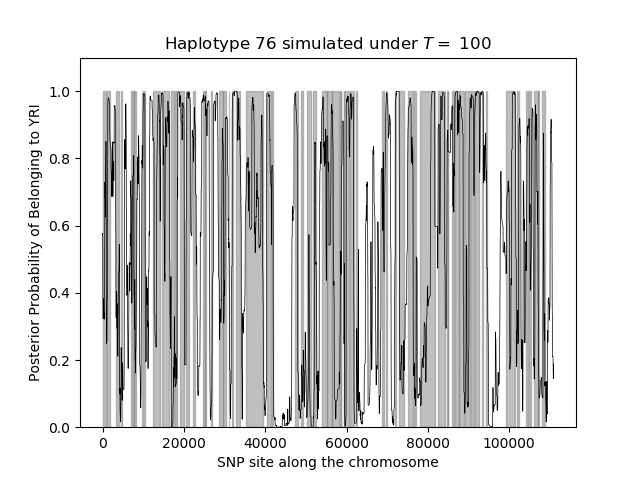 Haplotype 76 simulated under T = 100
Posterior Probability of Belonging to YRI
1.0
0.8
0.6
0.4
0.2
0.0
0 20000 40000 60000 80000 100000
SNP site along the chromosome